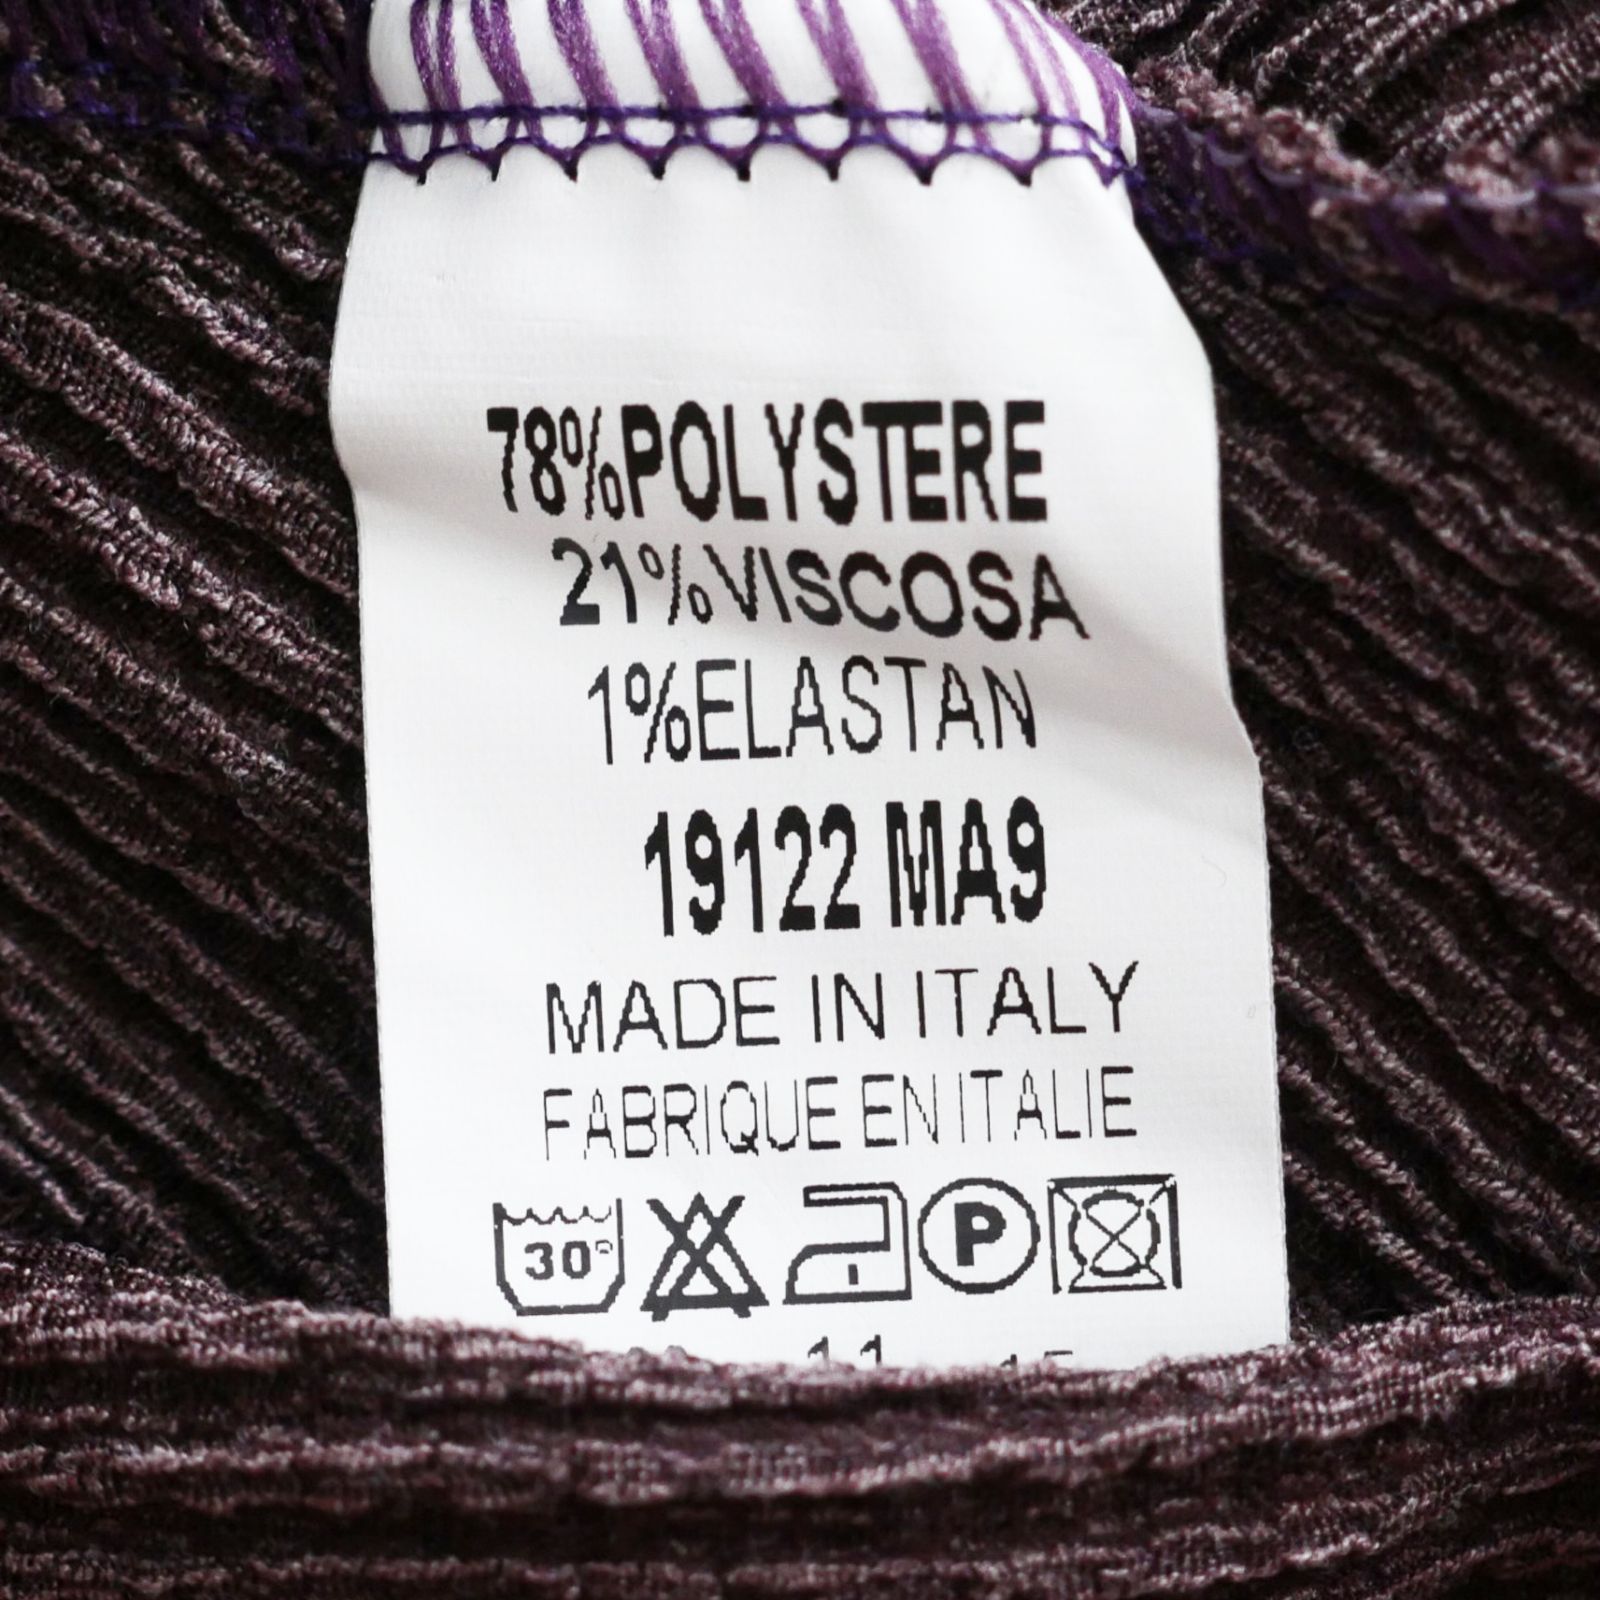 78%POLYSTERE
21%VISCOSA
1%ELASTAN
19122 MA9
MADE IN ITALY
FABRIQUE EN ITALIE
30° P